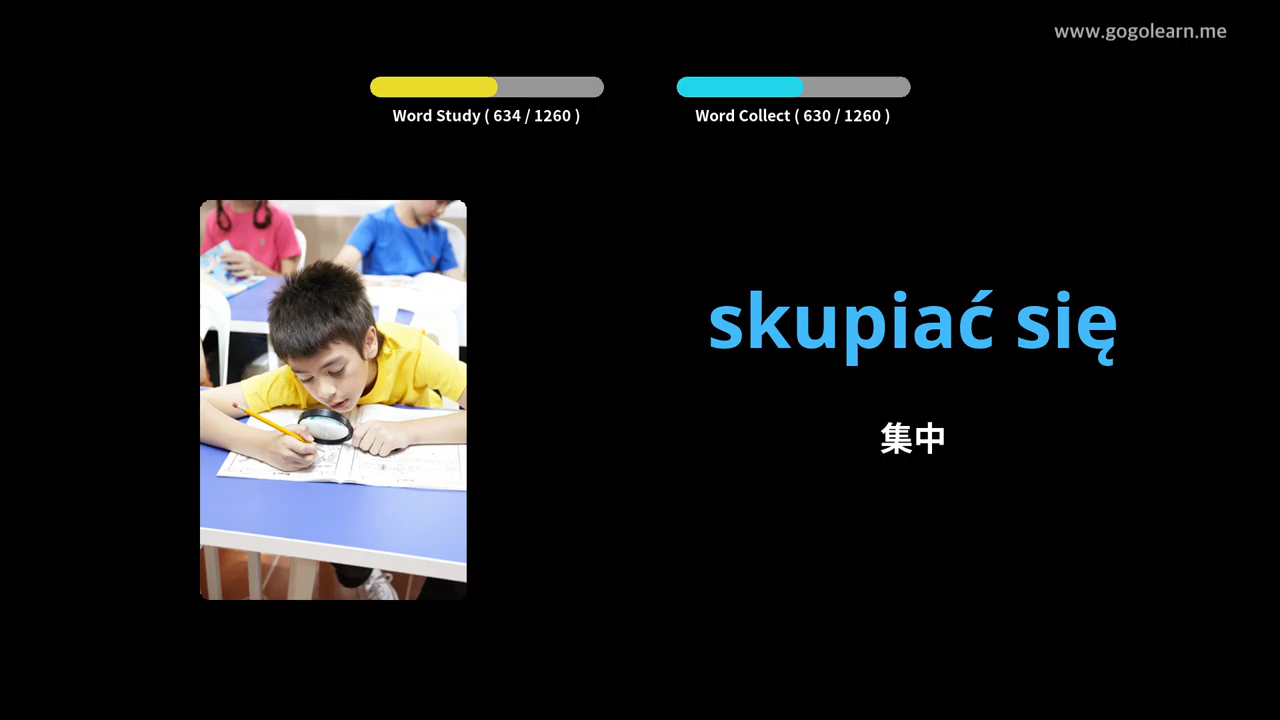 www.gogolearn.me
Word Study ( 634 / 1260 )
Word Collect ( 630 / 1260 )
skupiać się
集中